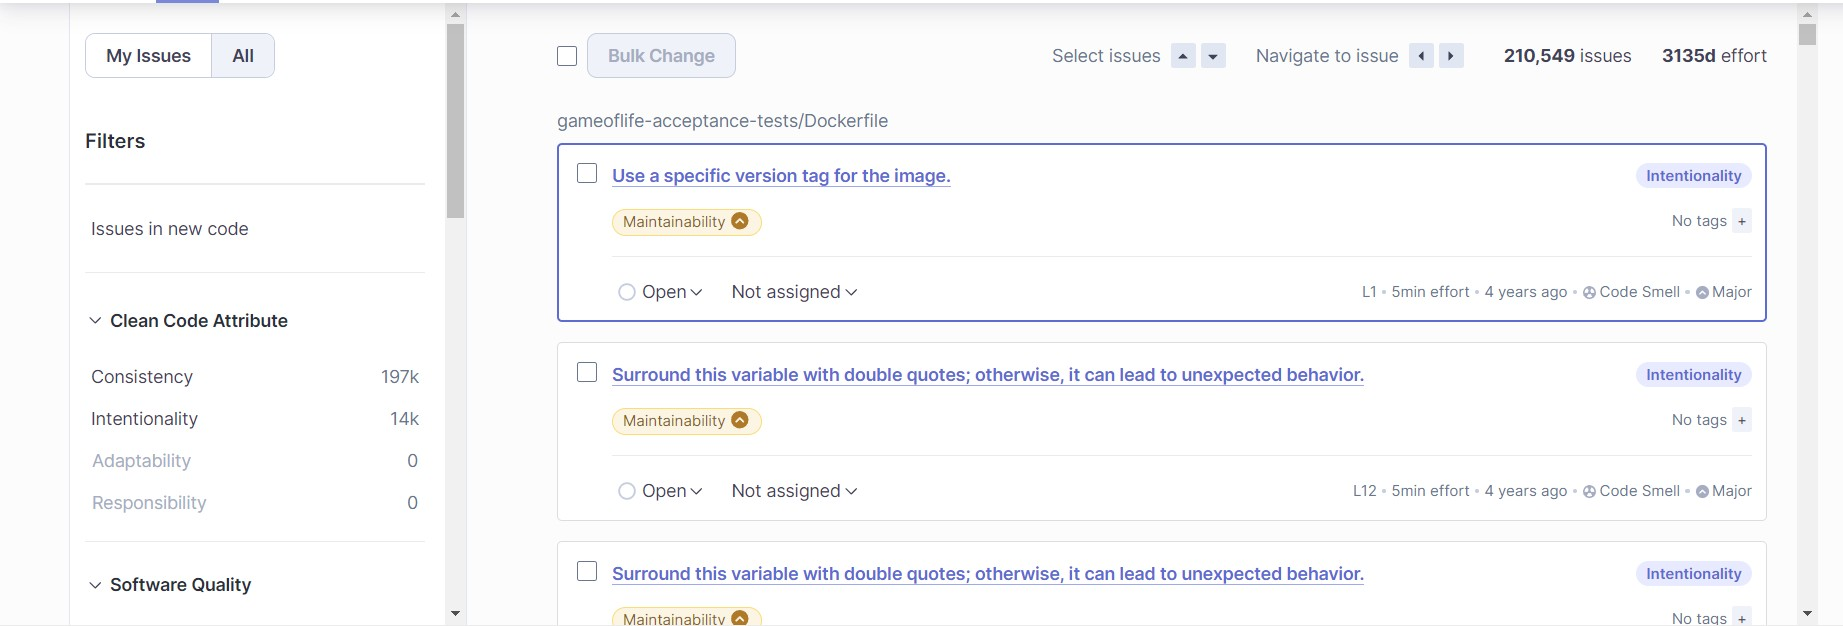 My Issues All
Filters
Issues in new code
Clean Code Attribute
Consistency 197k
Intentionality 14k
Adaptability 0
Responsibility 0
Software Quality
Bulk Change Select issues Navigate to issue 210,549 issues 3135d effort
gameoflife-acceptance-tests/Dockerfile
Use a specific version tag for the image. Intentionality
Maintainability No tags +
Open Not assigned L1 • 5min effort • 4 years ago • Code Smell • Major
Surround this variable with double quotes; otherwise, it can lead to unexpected behavior. Intentionality
Maintainability No tags +
Open Not assigned L12 • 5min effort • 4 years ago • Code Smell • Major
Surround this variable with double quotes; otherwise, it can lead to unexpected behavior. Intentionality
Maintainability No tags +